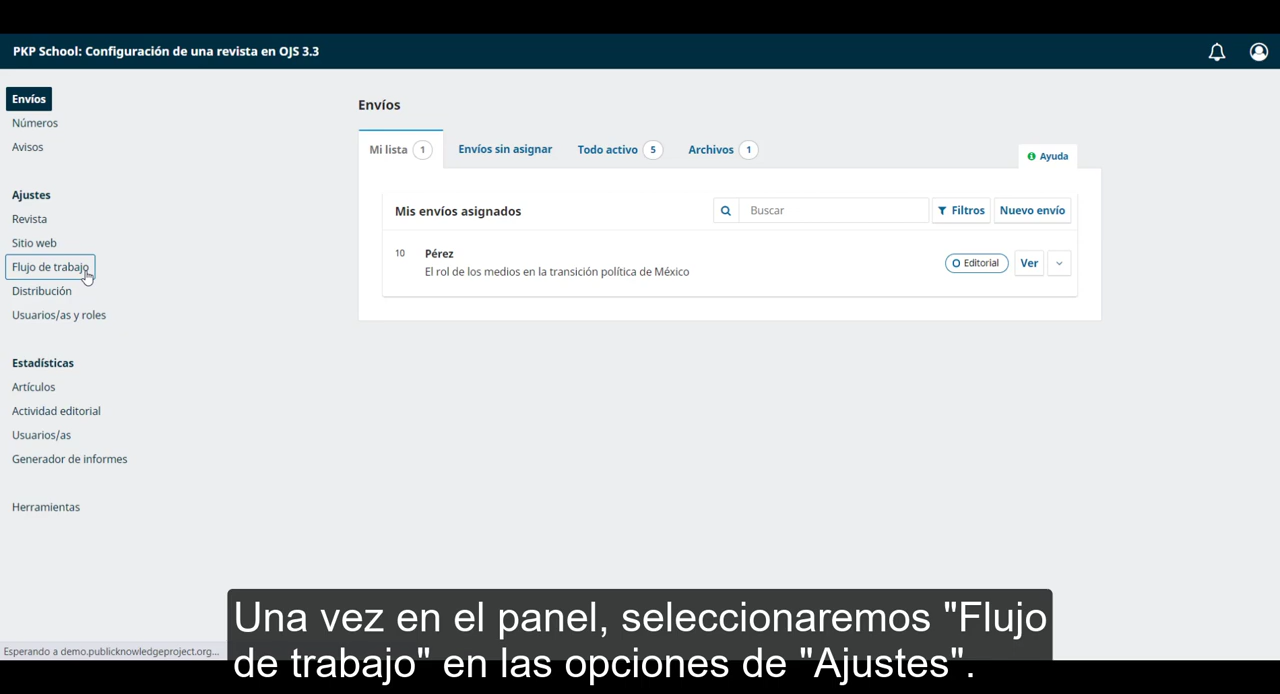 PKP School: Configuración de una revista en OJS 3.3
Envíos
Números
Avisos
Ajustes
Revista
Sitio web
Flujo de trabajo
Distribución
Usuarios/as y roles
Estadísticas
Artículos
Actividad editorial
Usuarios/as
Generador de informes
Herramientas
Envíos
Mi lista 1 Envíos sin asignar Todo activo 5 Archivos 1
Ayuda
Mis envíos asignados Buscar Filtros Nuevo envío
10 Pérez Editorial Ver
El rol de los medios en la transición política de México
Esperando a demo.publicknowledgeproject.org...
Una vez en el panel, seleccionaremos "Flujo
de trabajo" en las opciones de "Ajustes".